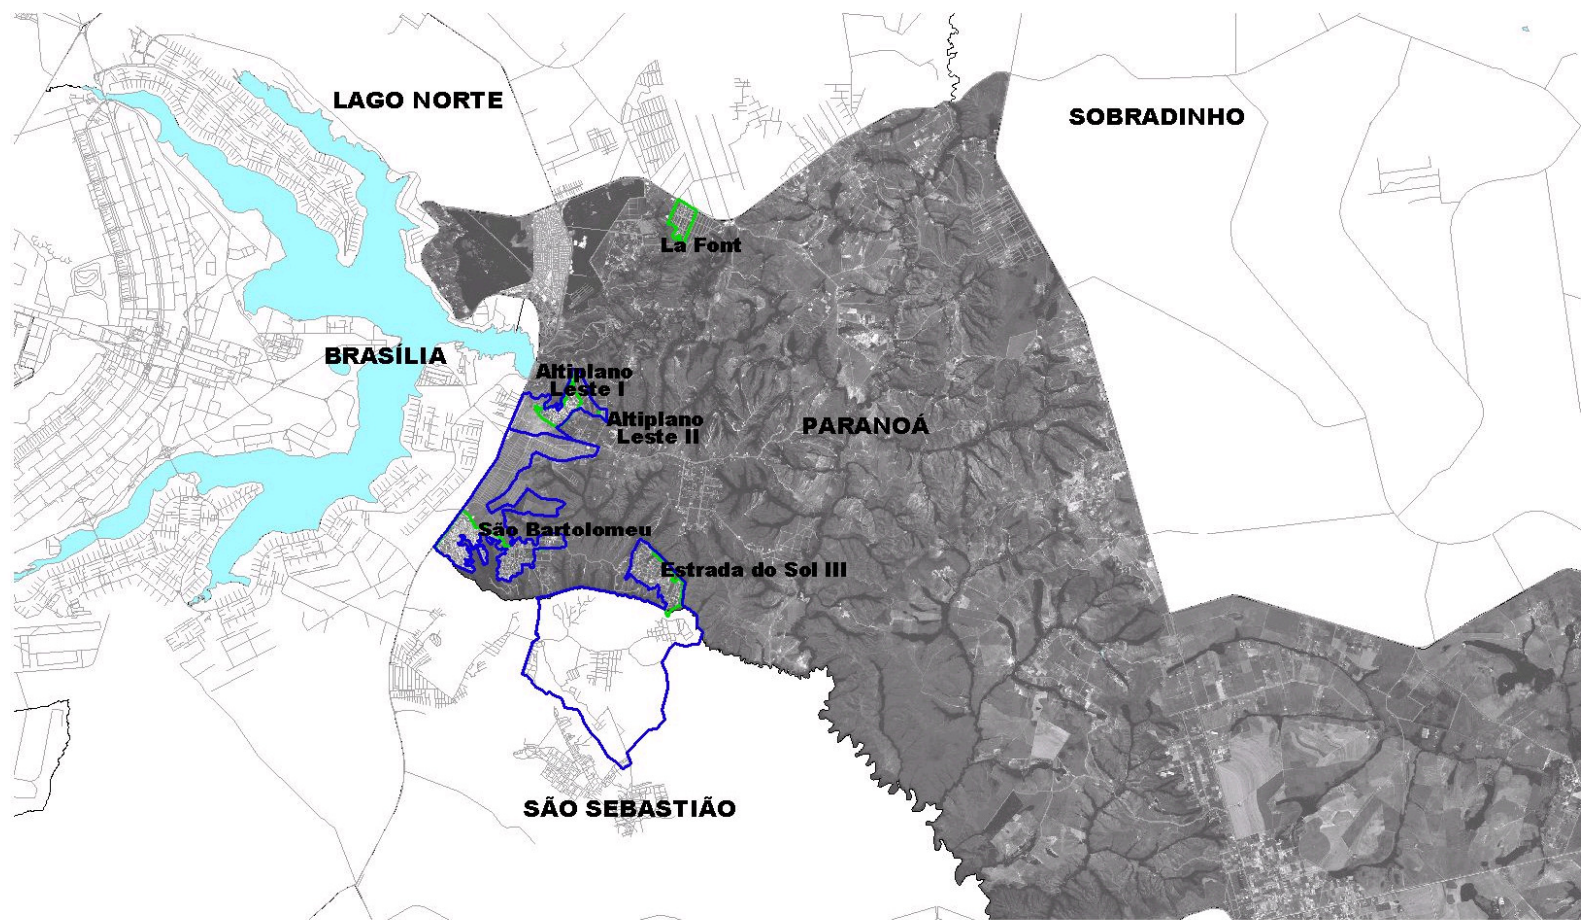 LAGO NORTE
SOBRADINHO
La Font
BRASÍLIA
Altiplano
Leste I
Altiplano
Leste II
PARANOÁ
São Bartolomeu
Estrada do Sol III
SÃO SEBASTIÃO